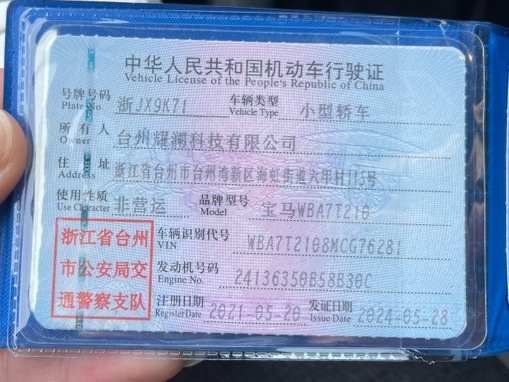 中华人民共和国机动车行驶证
Vehicle License of the People's Republic of China
号牌号码 浙JX9K71 车辆类型 小型轿车
Plate No. Vehicle Type
所有人 台州耀澜科技有限公司
Owner
住址 浙江省台州市台州湾新区海虹街道六甲村113号
Address
使用性质 非营运 品牌型号 宝马WBA7T210
Use Character Model
浙江省台州
市公安局交
通警察支队
车辆识别代号 WBA7T2108MCG76281
VIN
发动机号码 24136350B58B30C
Engine No.
注册日期 2021-05-20 发证日期 2024-05-28
Register Date Issue Date